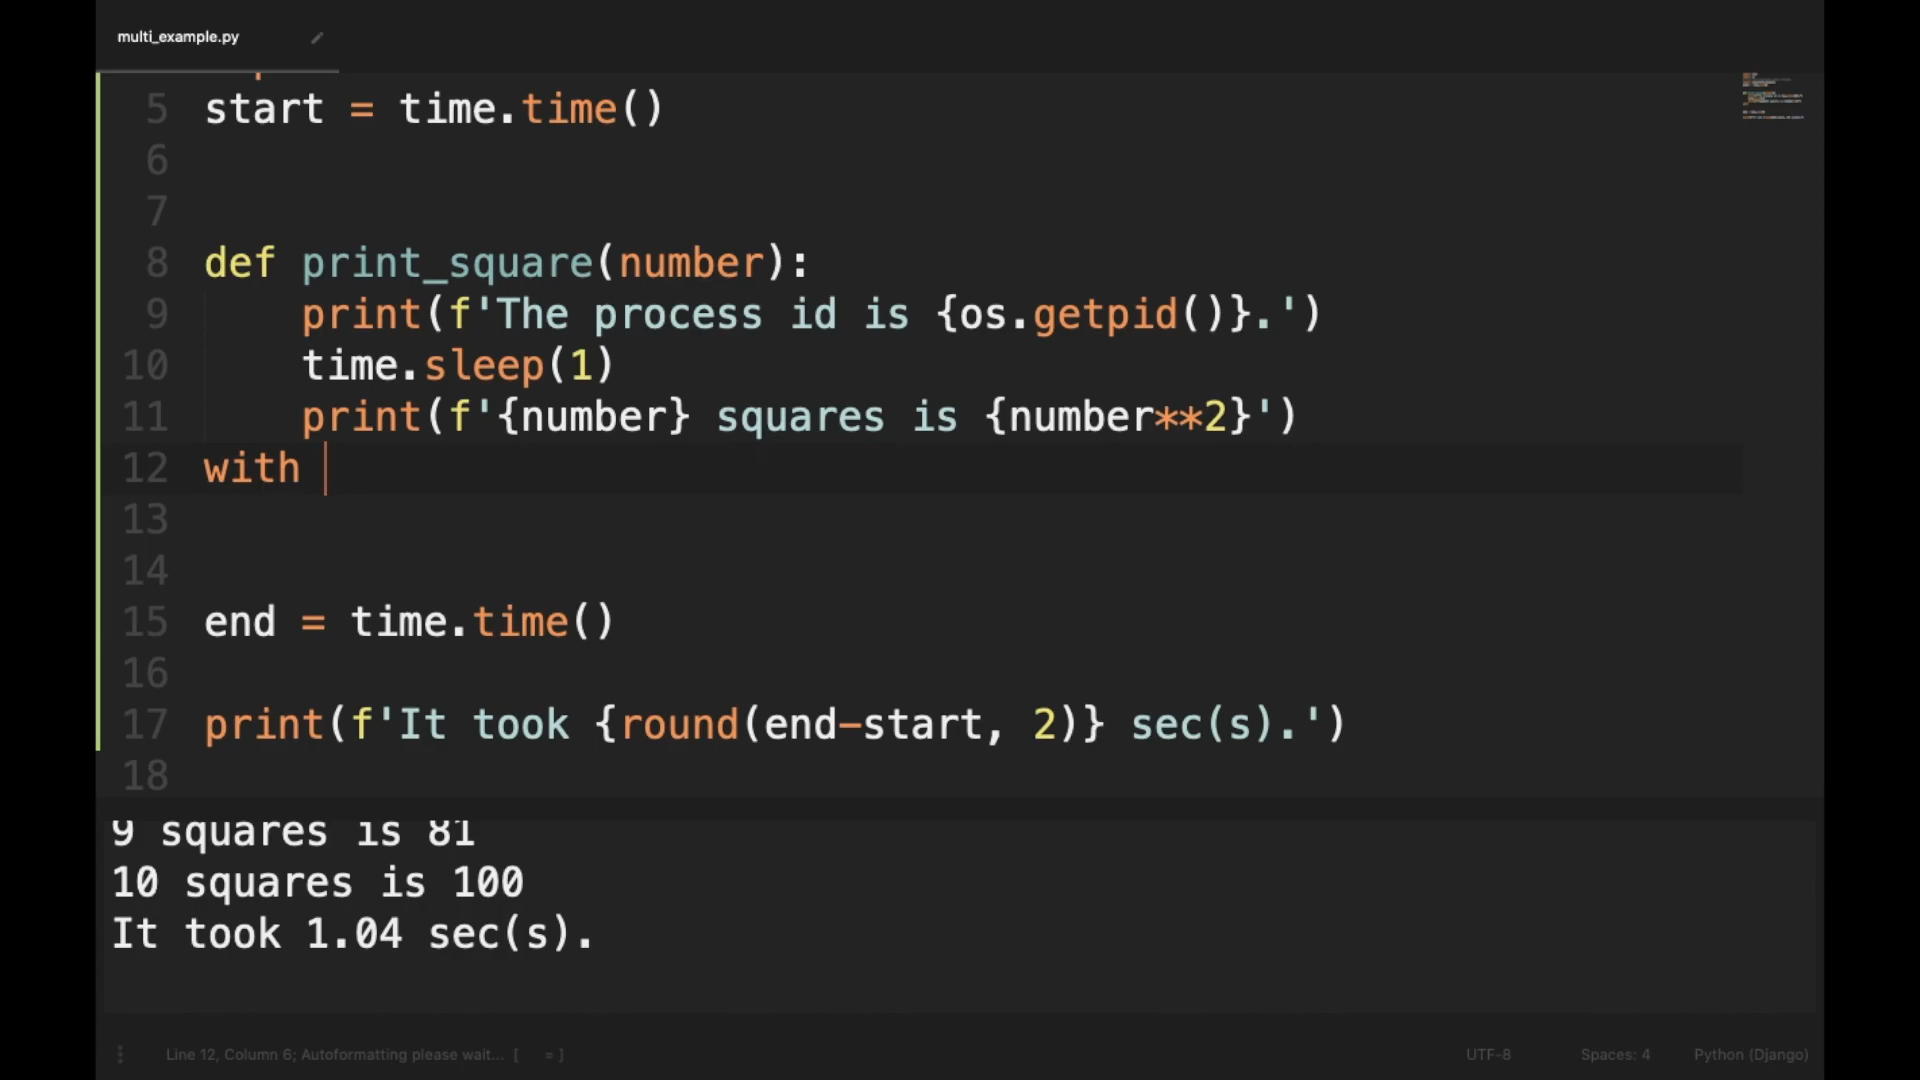 multi_example.py
5 start = time.time()
6
7
8 def print_square(number):
9 print(f'The process id is {os.getpid()}.')
10 time.sleep(1)
11 print(f'{number} squares is {number**2}')
12 with
13
14
15 end = time.time()
16
17 print(f'It took {round(end-start, 2)} sec(s).')
18
9 squares is 81
10 squares is 100
It took 1.04 sec(s).
Line 12, Column 6; Autoformatting please wait... [ = ]
UTF-8 Spaces: 4 Python (Django)